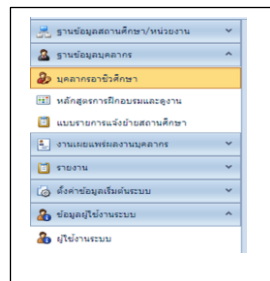 ฐานข้อมูลสถานศึกษา/หน่วยงาน
ฐานข้อมูลบุคลากร
บุคลากรอาชีวศึกษา
หลักสูตรการฝึกอบรมและดูงาน
แบบรายการแจ้งย้ายสถานศึกษา
งานเผยแพร่ผลงานบุคลากร
รายงาน
ตั้งค่าข้อมูลเริ่มต้นระบบ
ข้อมูลผู้ใช้งานระบบ
ผู้ใช้งานระบบ